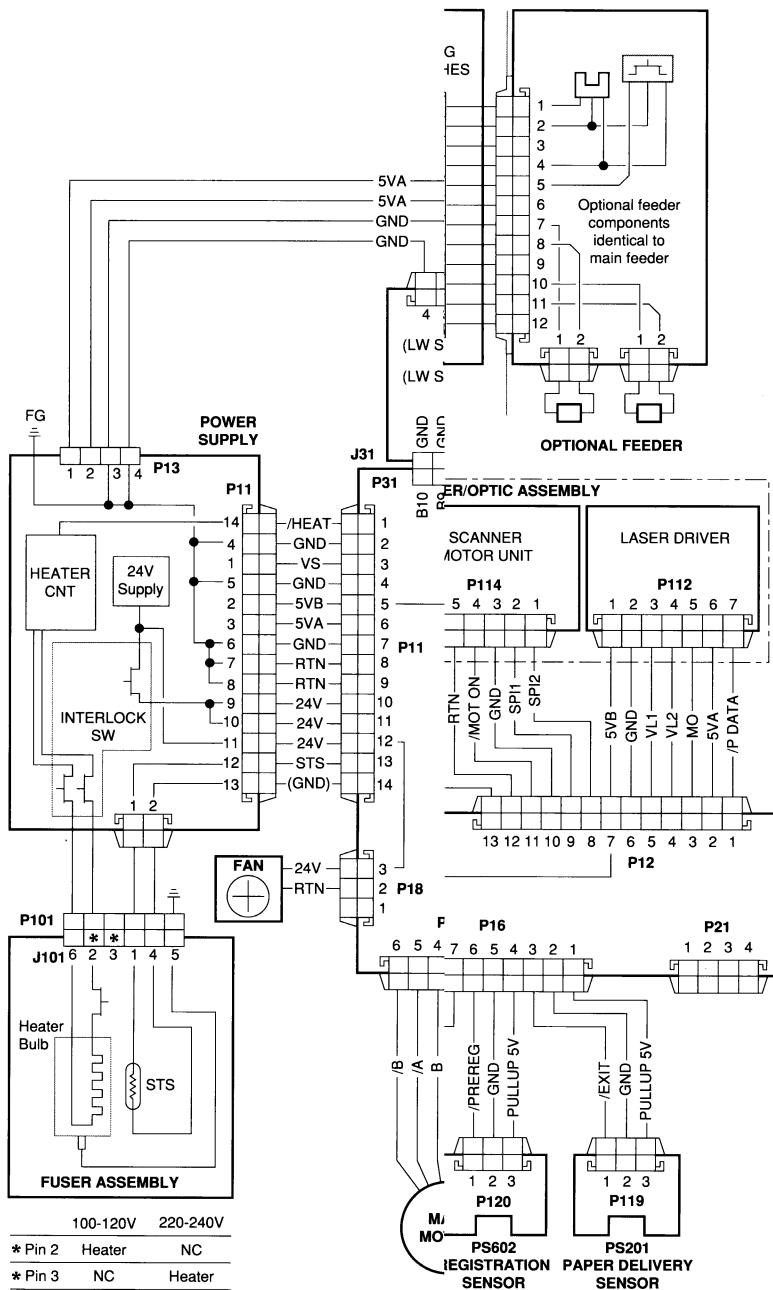 G
HES
1
2
3
4
5
6
7
8
9
10
11
12
Optional feeder
components
identical to
main feeder
1 2
1 2
OPTIONAL FEEDER
5VA
5VA
GND
GND
4
(LW S
(LW S
FG
POWER
SUPPLY
1 2 3 4
P13
J31
P31
GND
GND
B10
B9
P11
14
4
1
5
2
3
6
7
8
9
10
11
12
13
/HEAT
GND
VS
GND
5VB
5VA
GND
RTN
RTN
24V
24V
24V
STS
(GND)
1
2
3
4
5
6
7
8
9
10
11
12
13
14
P11
HEATER
CNT
24V
Supply
INTERLOCK
SW
1 2
ER/OPTIC ASSEMBLY
SCANNER
MOTOR UNIT
P114
5 4 3 2 1
RTN
/MOT ON
GND
SPI1
SPI2
LASER DRIVER
P112
1 2 3 4 5 6 7
5VB
GND
VL1
VL2
MO
5VA
/P DATA
13 12 11 10 9 8 7 6 5 4 3 2 1
P12
FAN
24V
RTN
3
2
1
P18
P101
* *
J101
6 2 3 1 4 5
Heater
Bulb
STS
FUSER ASSEMBLY
P
6 5 4
/B
/A
B
P16
7 6 5 4 3 2 1
/PREREG
GND
PULLUP 5V
/EXIT
GND
PULLUP 5V
P21
1 2 3 4
1 2 3
P120
1 2 3
P119
MA
MO
PS602
REGISTRATION
SENSOR
PS201
PAPER DELIVERY
SENSOR
100-120V 220-240V
* Pin 2 Heater NC
* Pin 3 NC Heater